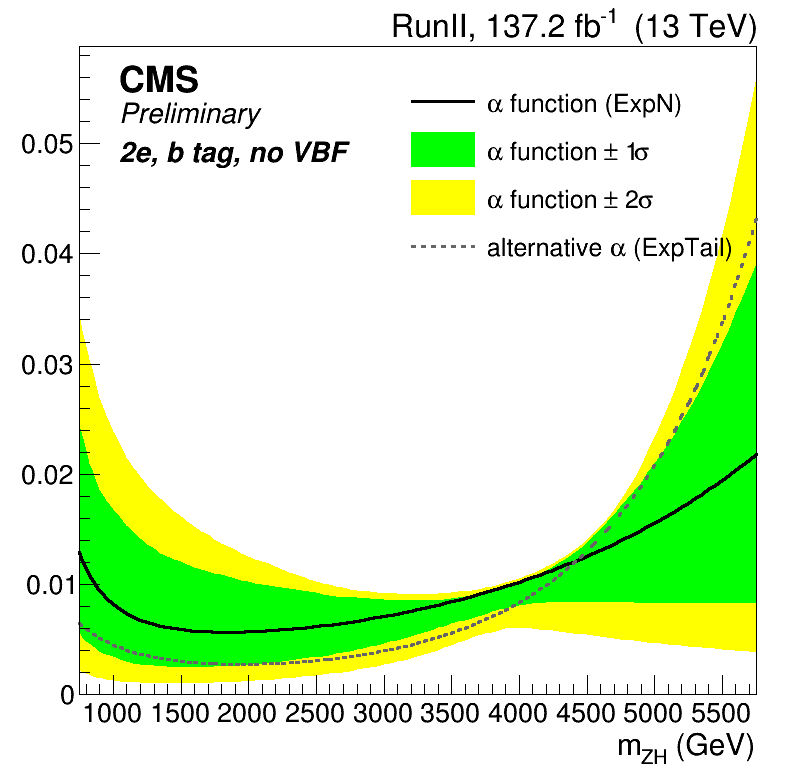 RunII, 137.2 fb-1 (13 TeV)
CMS
Preliminary
2e, b tag, no VBF
α function (ExpN)
α function ± 1σ
α function ± 2σ
alternative α (ExpTail)
0.05
0.04
0.03
0.02
0.01
0
1000 1500 2000 2500 3000 3500 4000 4500 5000 5500
mZH (GeV)